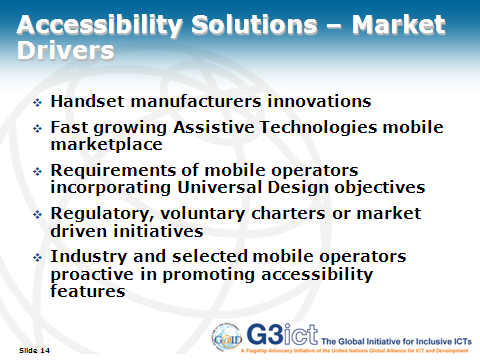 Accessibility Solutions – Market
Drivers
Handset manufacturers innovations
Fast growing Assistive Technologies mobile
marketplace
Requirements of mobile operators
incorporating Universal Design objectives
Regulatory, voluntary charters or market
driven initiatives
Industry and selected mobile operators
proactive in promoting accessibility
features
Slide 14
G@ID
G3ict The Global Initiative for Inclusive ICTs
A Flagship Advocacy Initiative of the United Nations Global Alliance for ICT and Development